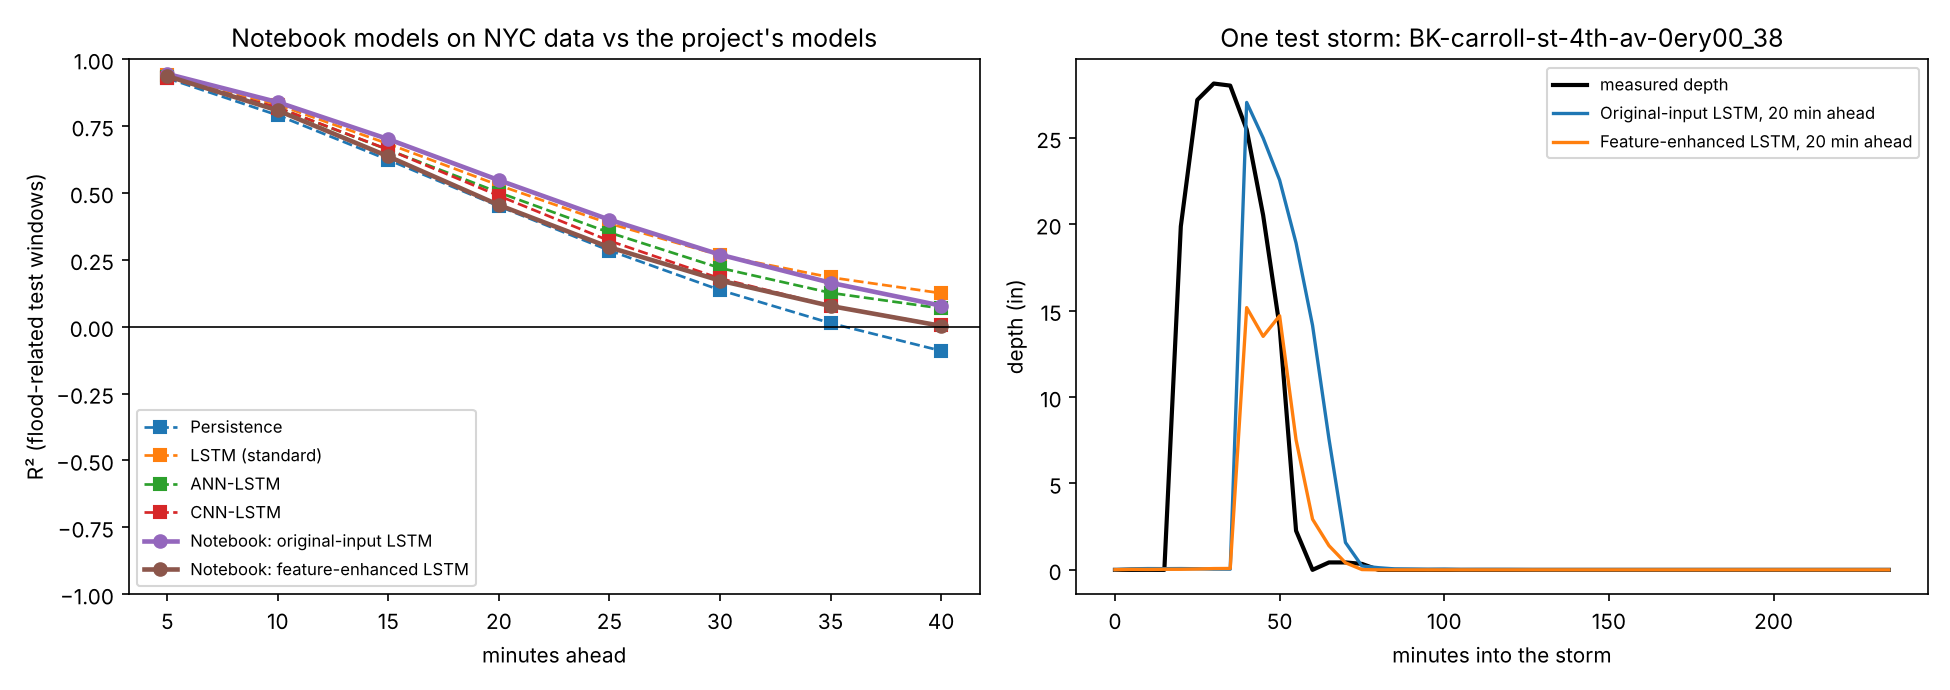 Notebook models on NYC data vs the project's models
R² (flood-related test windows)
1.00
0.75
0.50
0.25
0.00
−0.25
−0.50
−0.75
−1.00
Persistence
LSTM (standard)
ANN-LSTM
CNN-LSTM
Notebook: original-input LSTM
Notebook: feature-enhanced LSTM
5 10 15 20 25 30 35 40
minutes ahead
One test storm: BK-carroll-st-4th-av-0ery00_38
depth (in)
25
20
15
10
5
0
measured depth
Original-input LSTM, 20 min ahead
Feature-enhanced LSTM, 20 min ahead
0 50 100 150 200
minutes into the storm